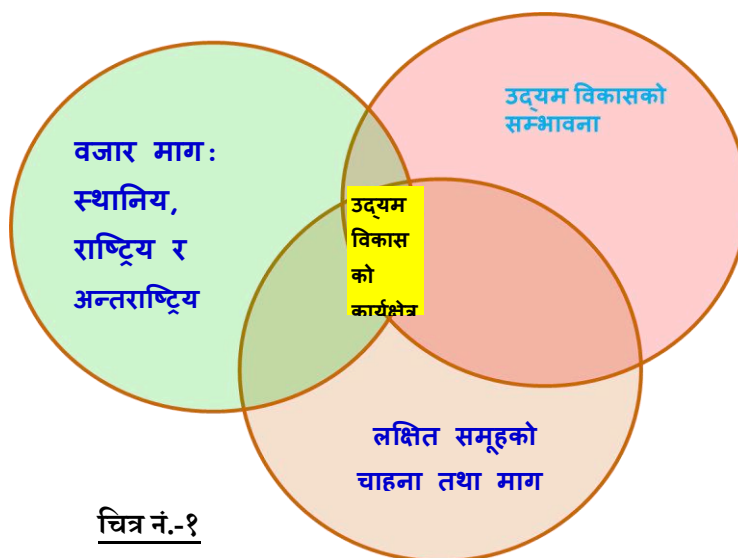 वजार माग:
स्थानिय,
राष्ट्रिय र
अन्तराष्ट्रिय
उद्यम विकासको
सम्भावना
उद्यम
विकास
को
कार्यक्षेत्र
लक्षित समूहको
चाहना तथा माग
चित्र नं.-१